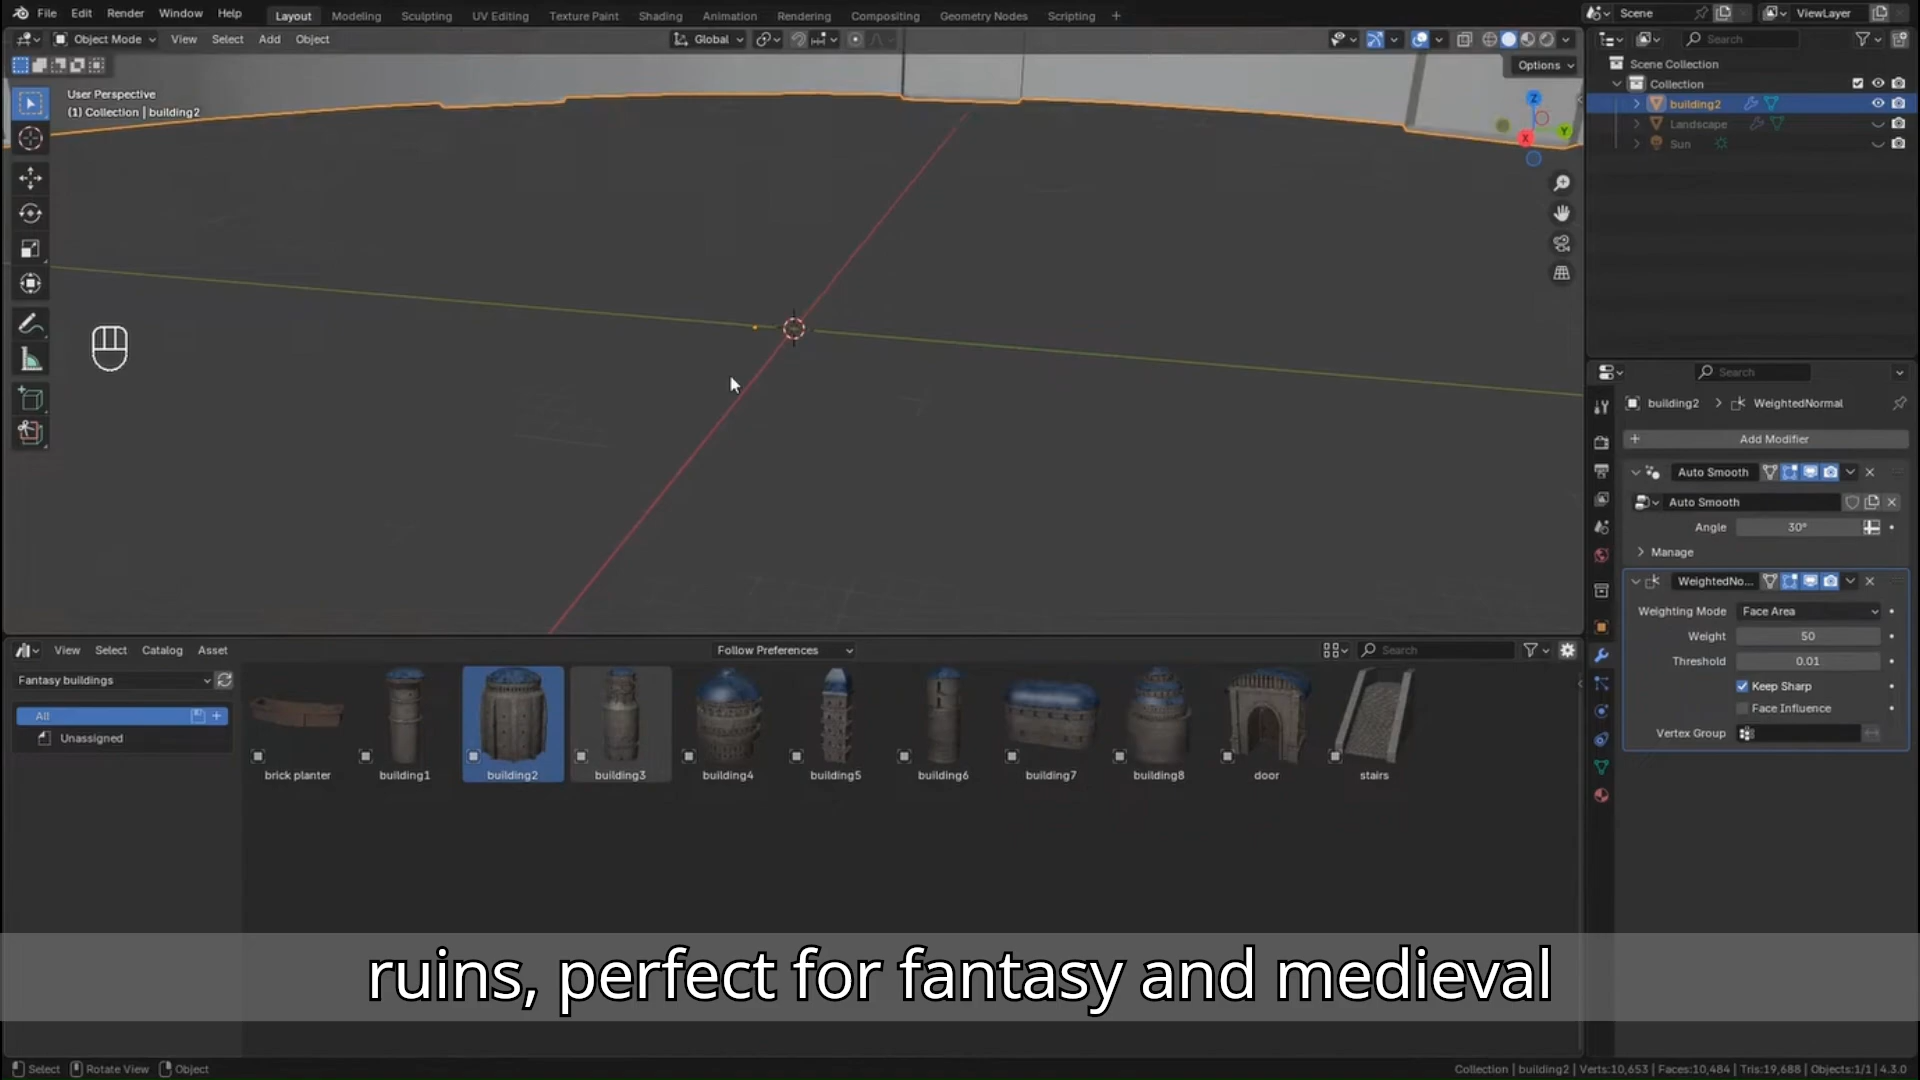 File Edit Render Window Help Layout Modeling Sculpting UV Editing Texture Paint Shading Animation Rendering Compositing Geometry Nodes Scripting + Scene ViewLayer
Object Mode View Select Add Object Global Search
Options
User Perspective
(1) Collection | building2
Scene Collection
Collection
building2
Landscape
Sun
Z
Y
X
Search
building2 > WeightedNormal
+ Add Modifier
Auto Smooth
Auto Smooth
Angle 30°
Manage
WeightedNo...
Weighting Mode Face Area
Weight 50
Threshold 0.01
Keep Sharp
Face Influence
Vertex Group
View Select Catalog Asset Follow Preferences Search
Fantasy buildings
All
Unassigned
brick planter building1 building2 building3 building4 building5 building6 building7 building8 door stairs
ruins, perfect for fantasy and medieval
Select Rotate View Object Collection | building2 | Verts:10,653 | Faces:10,484 | Tris:19,688 | Objects:1/1 | 4.3.0